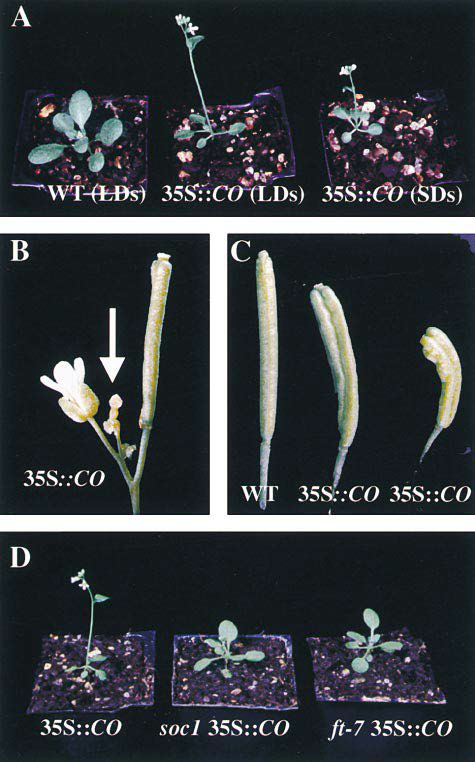 A
WT (LDs) 35S::CO (LDs) 35S::CO (SDs)
B
35S::CO
C
WT 35S::CO 35S::CO
D
35S::CO soc1 35S::CO ft-7 35S::CO